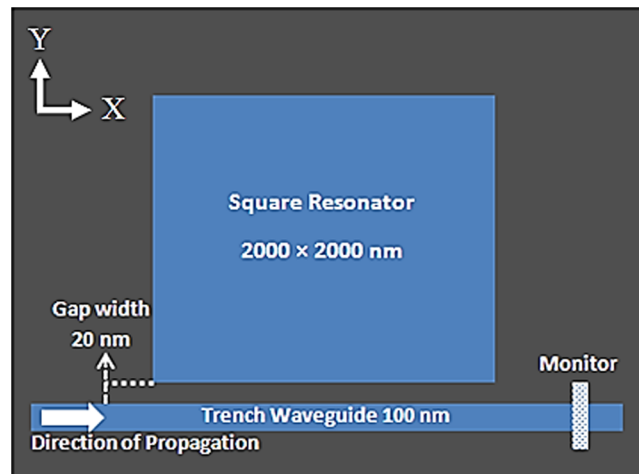 Y
X
Square Resonator
2000 × 2000 nm
Gap width
20 nm
Monitor
Trench Waveguide 100 nm
Direction of Propagation